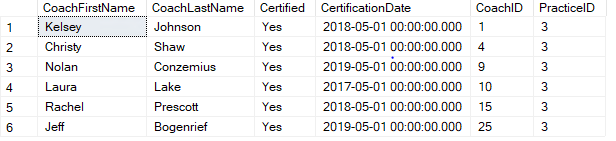 CoachFirstName CoachLastName Certified CertificationDate CoachID PracticeID
1 Kelsey Johnson Yes 2018-05-01 00:00:00.000 1 3
2 Christy Shaw Yes 2018-05-01 00:00:00.000 4 3
3 Nolan Conzemius Yes 2019-05-01 00:00:00.000 9 3
4 Laura Lake Yes 2017-05-01 00:00:00.000 10 3
5 Rachel Prescott Yes 2018-05-01 00:00:00.000 15 3
6 Jeff Bogenrief Yes 2019-05-01 00:00:00.000 25 3